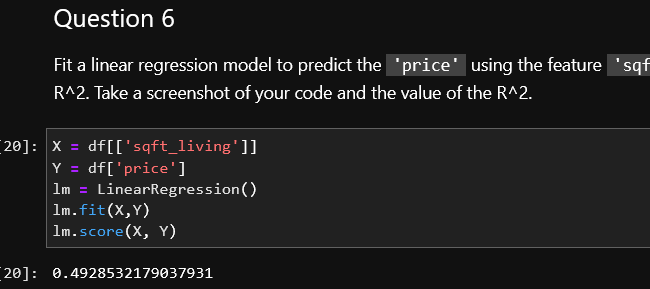 Question 6
Fit a linear regression model to predict the 'price' using the feature 'sqf
R^2. Take a screenshot of your code and the value of the R^2.
[20]: X = df[['sqft_living']]
Y = df['price']
lm = LinearRegression()
lm.fit(X,Y)
lm.score(X, Y)
[20]: 0.4928532179037931